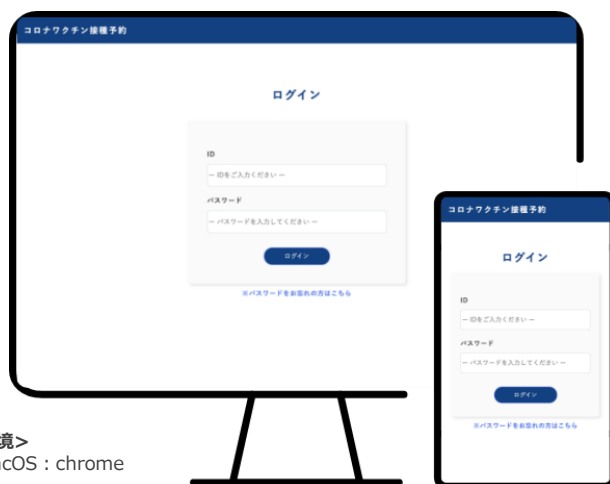 コロナワクチン接種予約
ログイン
ID
ー IDをご入力ください ー
パスワード
ー パスワードを入力してください ー
ログイン
※パスワードをお忘れの方はこちら
コロナワクチン接種予約
ログイン
ID
ー IDをご入力ください ー
パスワード
ー パスワードを入力してください ー
ログイン
※パスワードをお忘れの方はこちら
境>
acOS：chrome